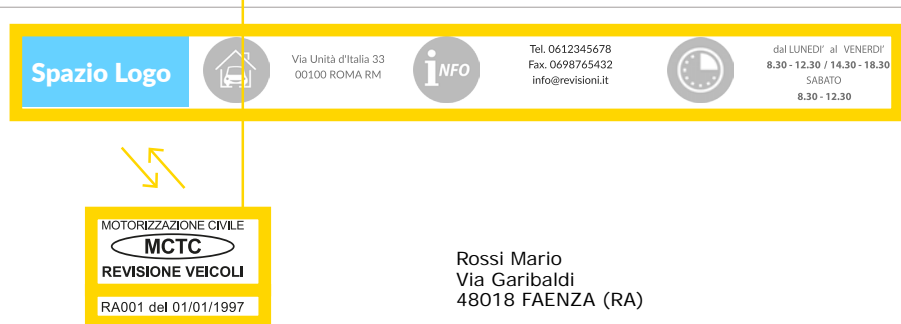 Spazio Logo
Via Unità d'Italia 33
00100 ROMA RM
iNFO
Tel. 0612345678
Fax. 0698765432
info@revisioni.it
dal LUNEDI' al VENERDI'
8.30 - 12.30 / 14.30 - 18.30
SABATO
8.30 - 12.30
MOTORIZZAZIONE CIVILE
MCTC
REVISIONE VEICOLI
RA001 del 01/01/1997
Rossi Mario
Via Garibaldi
48018 FAENZA (RA)